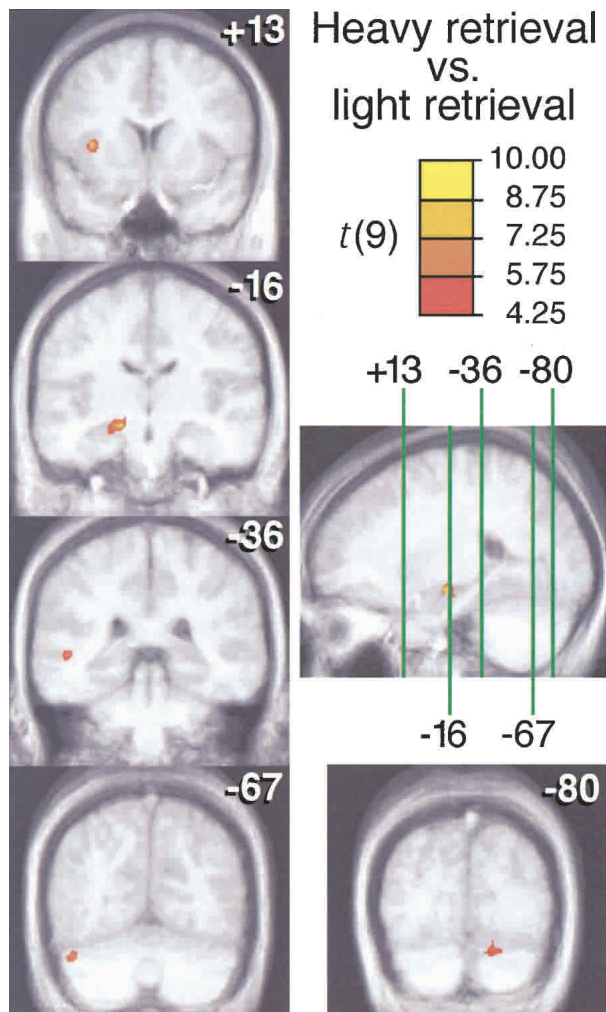 +13
Heavy retrieval
vs.
light retrieval
10.00
8.75
t(9)
7.25
5.75
4.25
-16
+13 -36 -80
-36
-16 -67
-67
-80